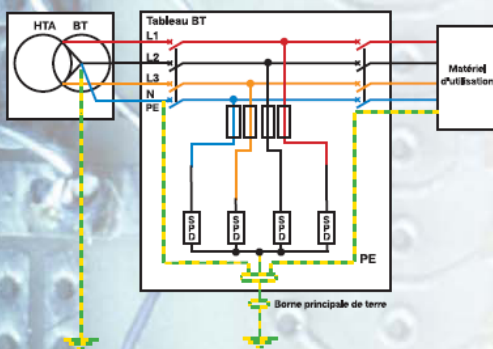 HTA BT
Tableau BT
L1
L2
L3
N
PE
Matériel
d'utilisation
SPD
SPD
SPD
SPD
PE
Borne principale de terre